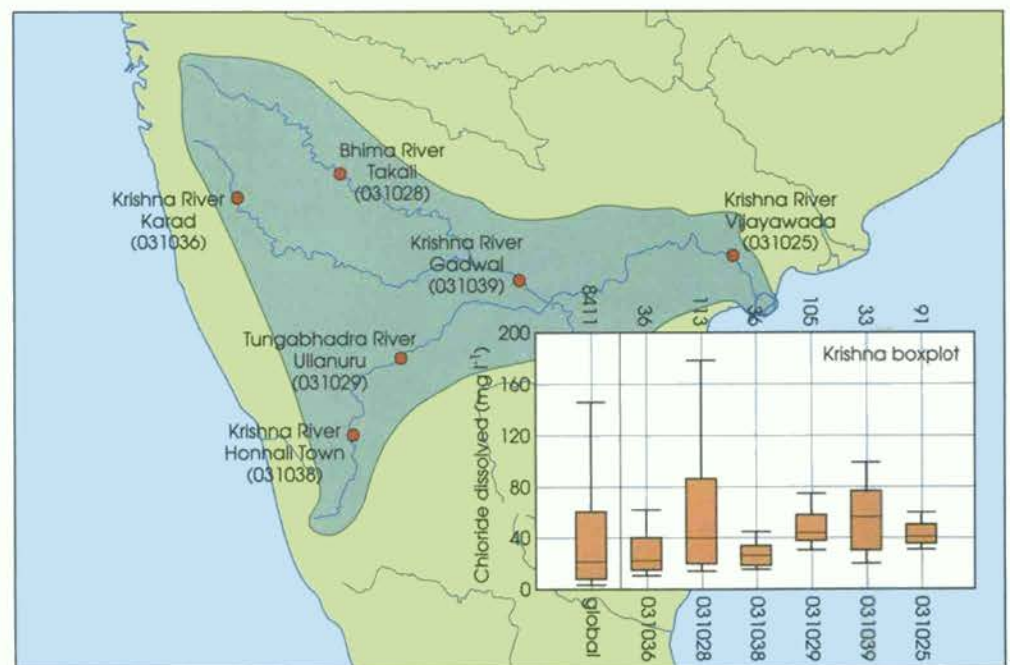 Bhima River
Takali
(031028)
Krishna River
Karad
(031036)
Krishna River
Vijayawada
(031025)
Krishna River
Gadwal
(031039)
Tungabhadra River
Ullanuru
(031029)
Krishna River
Honnali Town
(031038)
8411
36
113
36
105
33
91
Krishna boxplot
Chloride dissolved (mg l⁻¹)
200
160
120
80
40
0
global
031036
031028
031038
031029
031039
031025